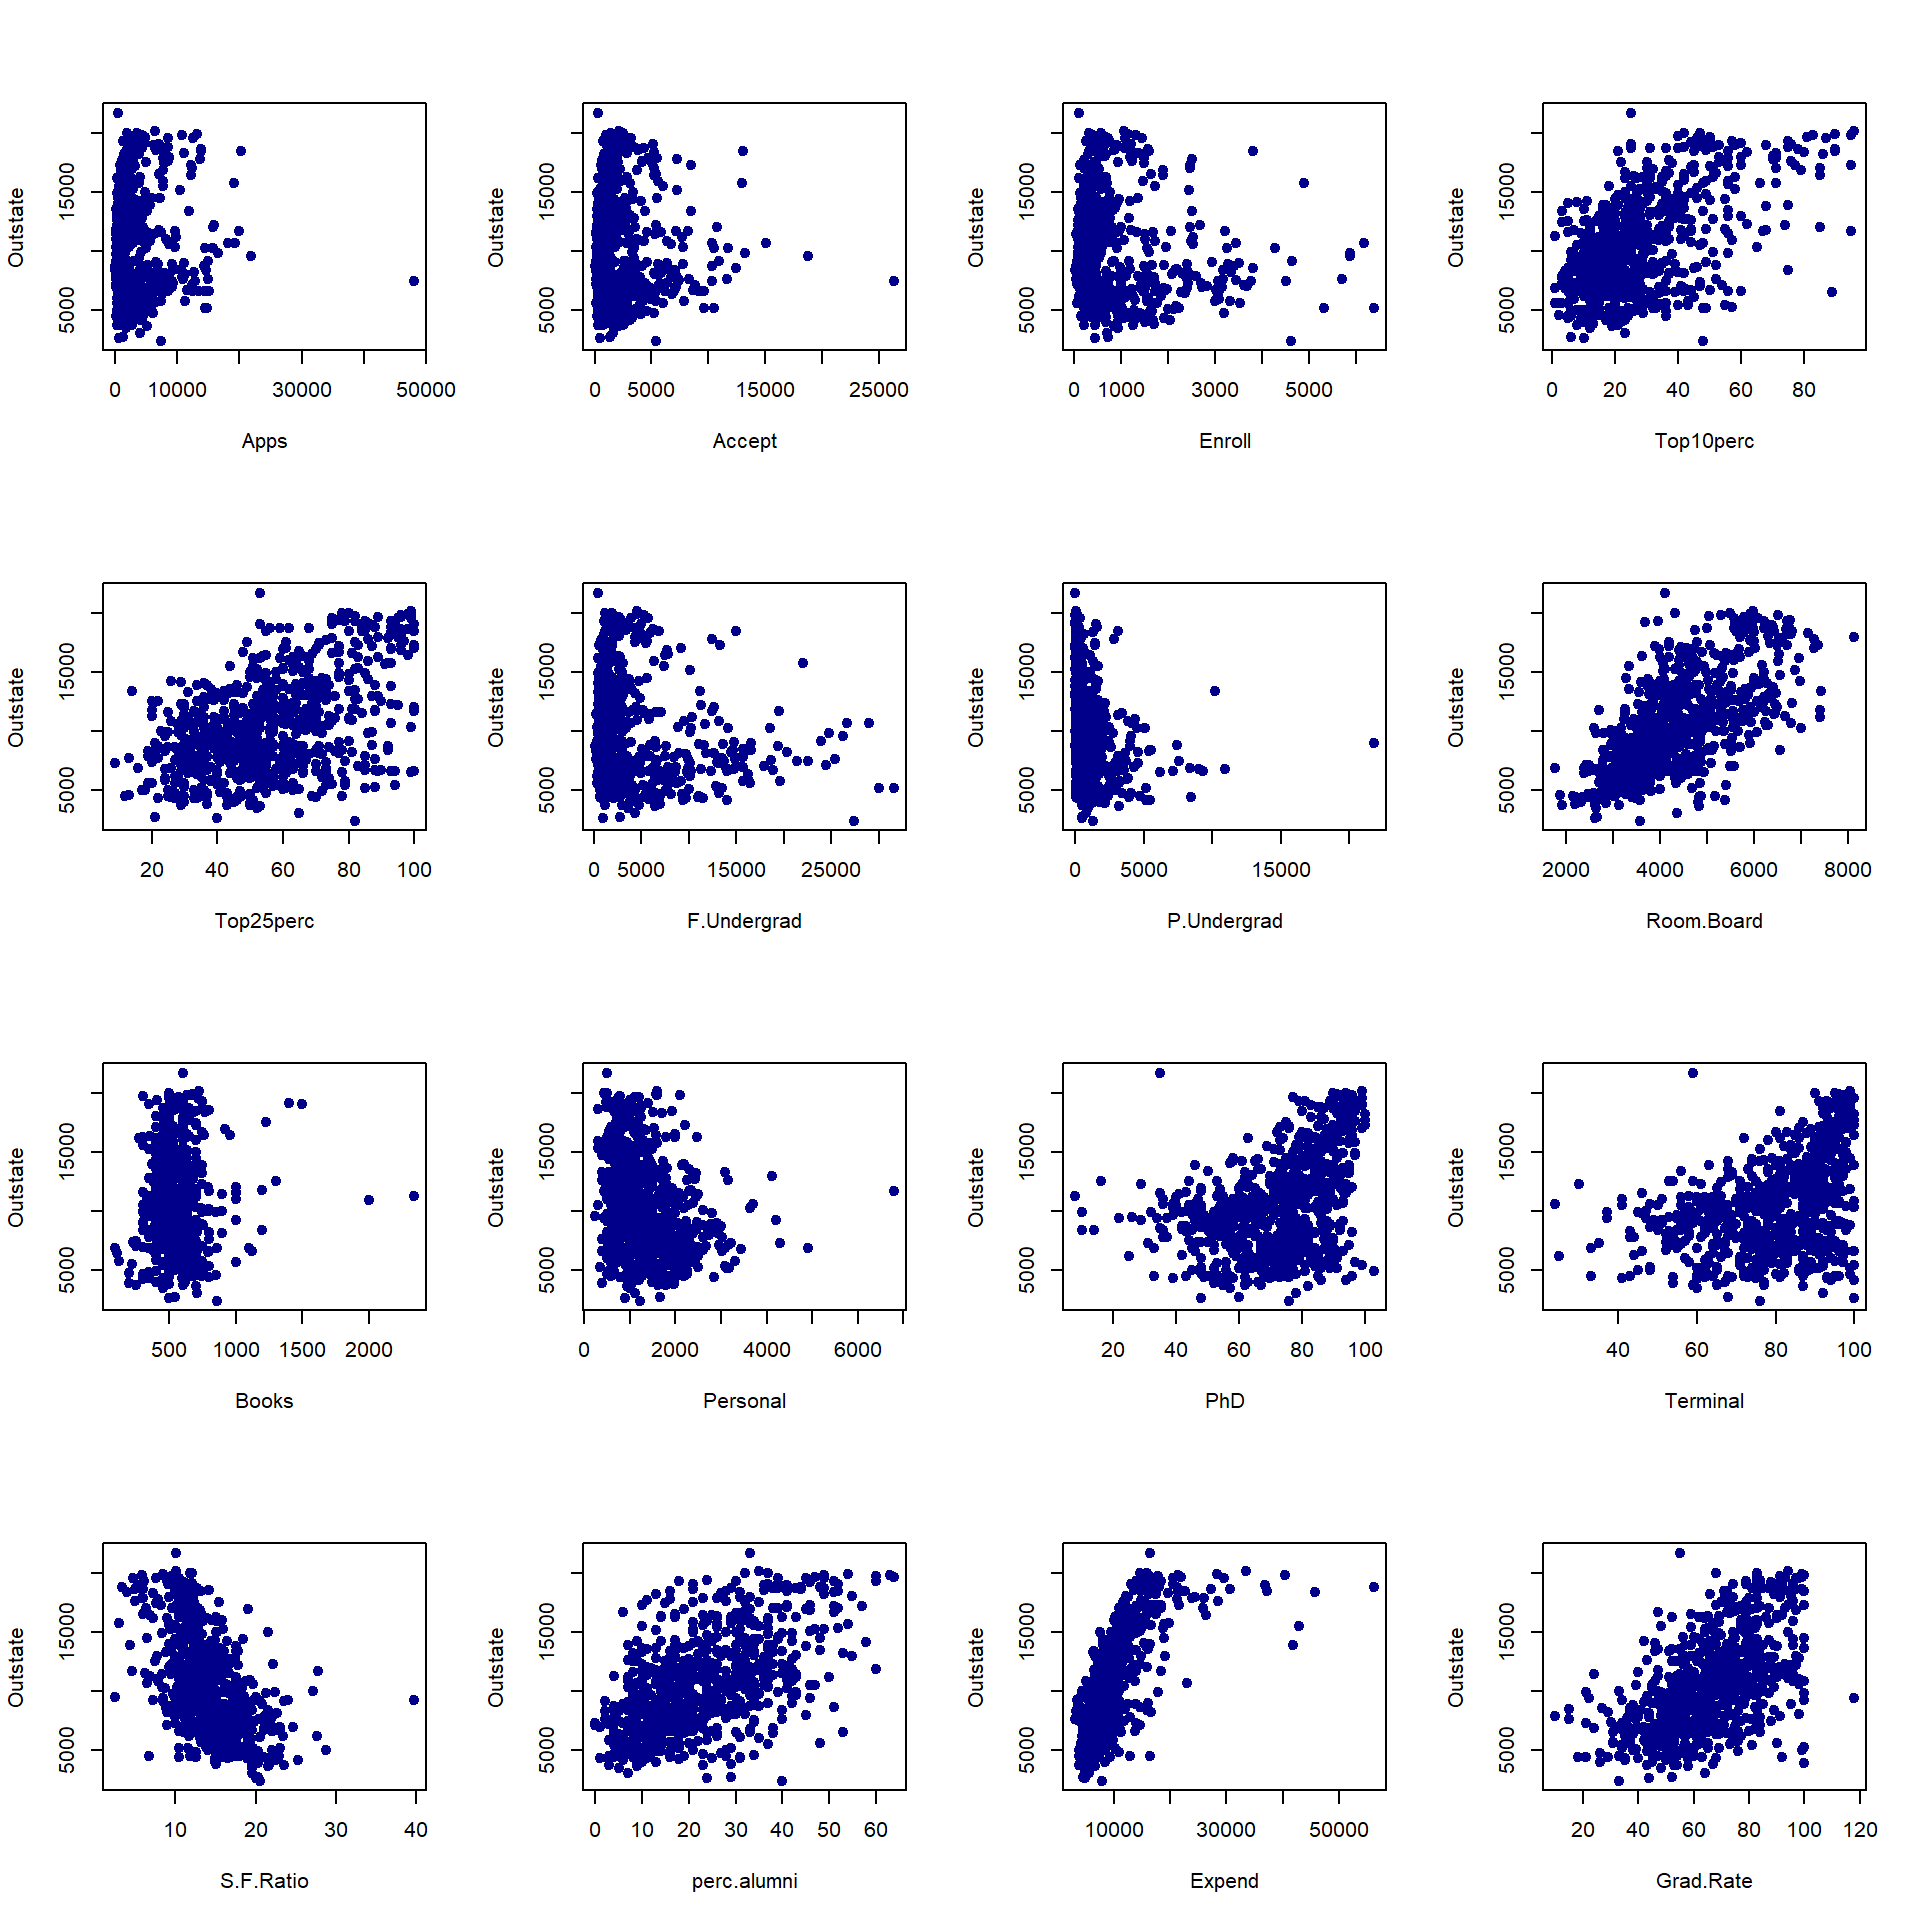 Outstate
5000 15000
0 10000 30000 50000
Apps
Outstate
5000 15000
0 5000 15000 25000
Accept
Outstate
5000 15000
0 1000 3000 5000
Enroll
Outstate
5000 15000
0 20 40 60 80
Top10perc
Outstate
5000 15000
20 40 60 80 100
Top25perc
Outstate
5000 15000
0 5000 15000 25000
F.Undergrad
Outstate
5000 15000
0 5000 15000
P.Undergrad
Outstate
5000 15000
2000 4000 6000 8000
Room.Board
Outstate
5000 15000
500 1000 1500 2000
Books
Outstate
5000 15000
0 2000 4000 6000
Personal
Outstate
5000 15000
20 40 60 80 100
PhD
Outstate
5000 15000
40 60 80 100
Terminal
Outstate
5000 15000
10 20 30 40
S.F.Ratio
Outstate
5000 15000
0 10 20 30 40 50 60
perc.alumni
Outstate
5000 15000
10000 30000 50000
Expend
Outstate
5000 15000
20 40 60 80 100 120
Grad.Rate